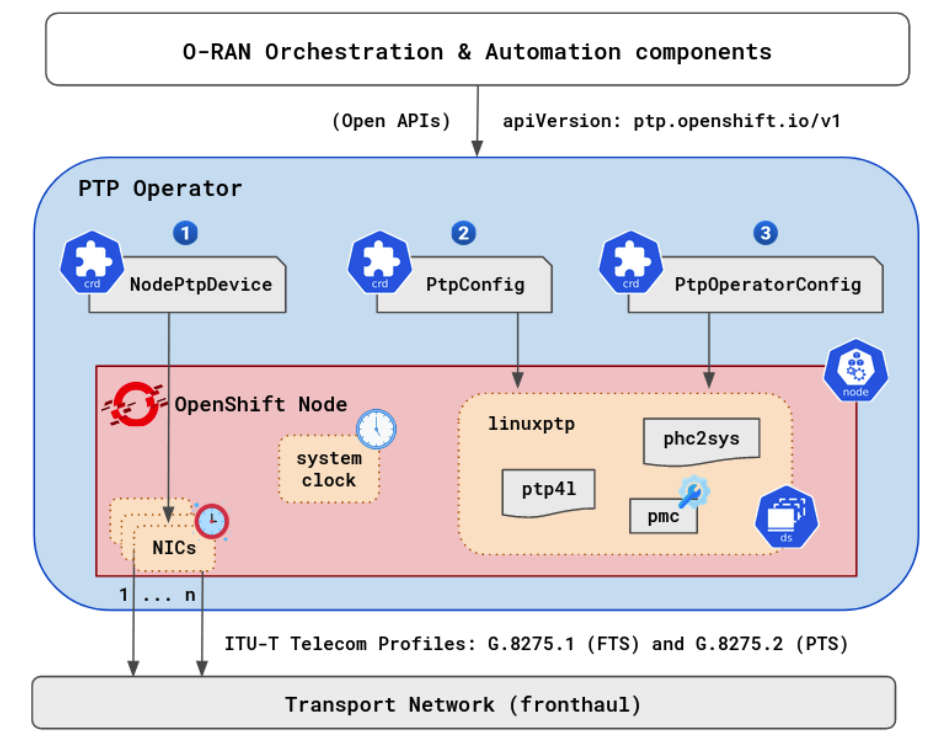 O-RAN Orchestration & Automation components
(Open APIs) apiVersion: ptp.openshift.io/v1
PTP Operator
1 2 3
crd NodePtpDevice crd PtpConfig crd PtpOperatorConfig
node
OpenShift Node
linuxptp
phc2sys
system
clock
ptp4l
pmc
ds
NICs
1 ... n
ITU-T Telecom Profiles: G.8275.1 (FTS) and G.8275.2 (PTS)
Transport Network (fronthaul)